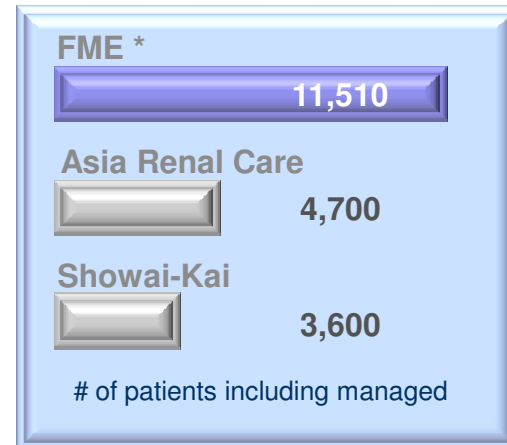 FME *
11,510
Asia Renal Care
4,700
Showai-Kai
3,600
# of patients including managed